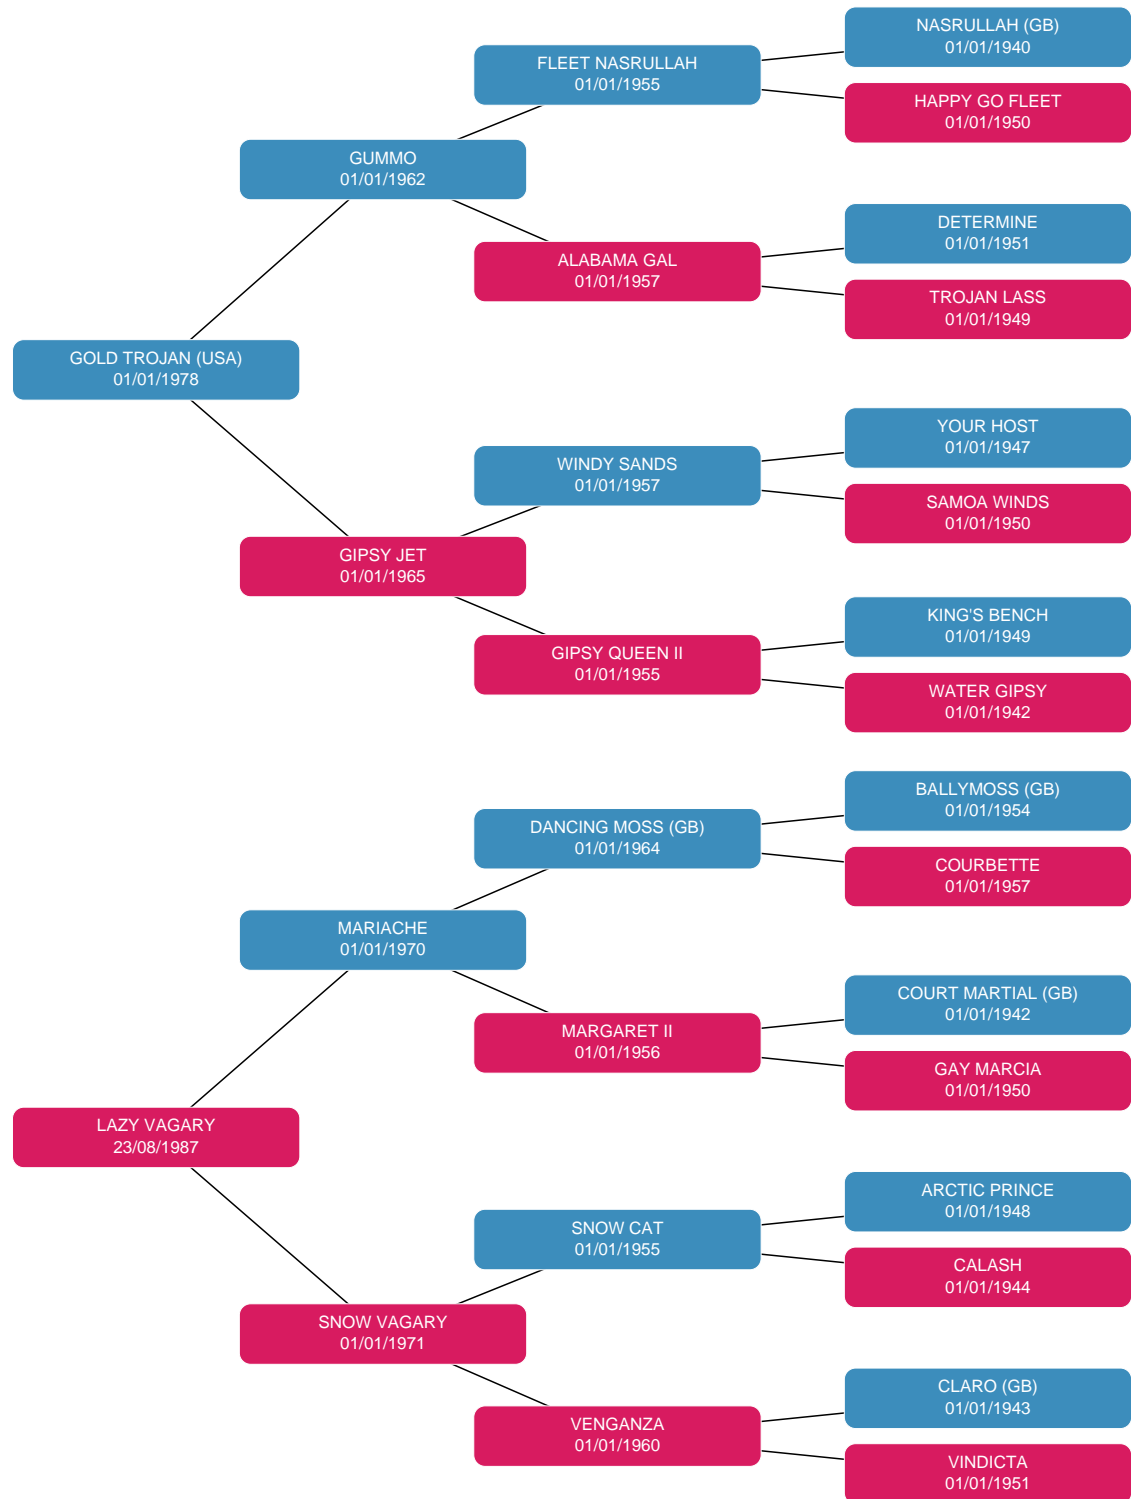 NASRULLAH (GB)
01/01/1940
FLEET NASRULLAH
01/01/1955
HAPPY GO FLEET
01/01/1950
GUMMO
01/01/1962
DETERMINE
01/01/1951
ALABAMA GAL
01/01/1957
TROJAN LASS
01/01/1949
GOLD TROJAN (USA)
01/01/1978
YOUR HOST
01/01/1947
WINDY SANDS
01/01/1957
SAMOA WINDS
01/01/1950
GIPSY JET
01/01/1965
KING'S BENCH
01/01/1949
GIPSY QUEEN II
01/01/1955
WATER GIPSY
01/01/1942
BALLYMOSS (GB)
01/01/1954
DANCING MOSS (GB)
01/01/1964
COURBETTE
01/01/1957
MARIACHE
01/01/1970
COURT MARTIAL (GB)
01/01/1942
MARGARET II
01/01/1956
GAY MARCIA
01/01/1950
LAZY VAGARY
23/08/1987
ARCTIC PRINCE
01/01/1948
SNOW CAT
01/01/1955
CALASH
01/01/1944
SNOW VAGARY
01/01/1971
CLARO (GB)
01/01/1943
VENGANZA
01/01/1960
VINDICTA
01/01/1951